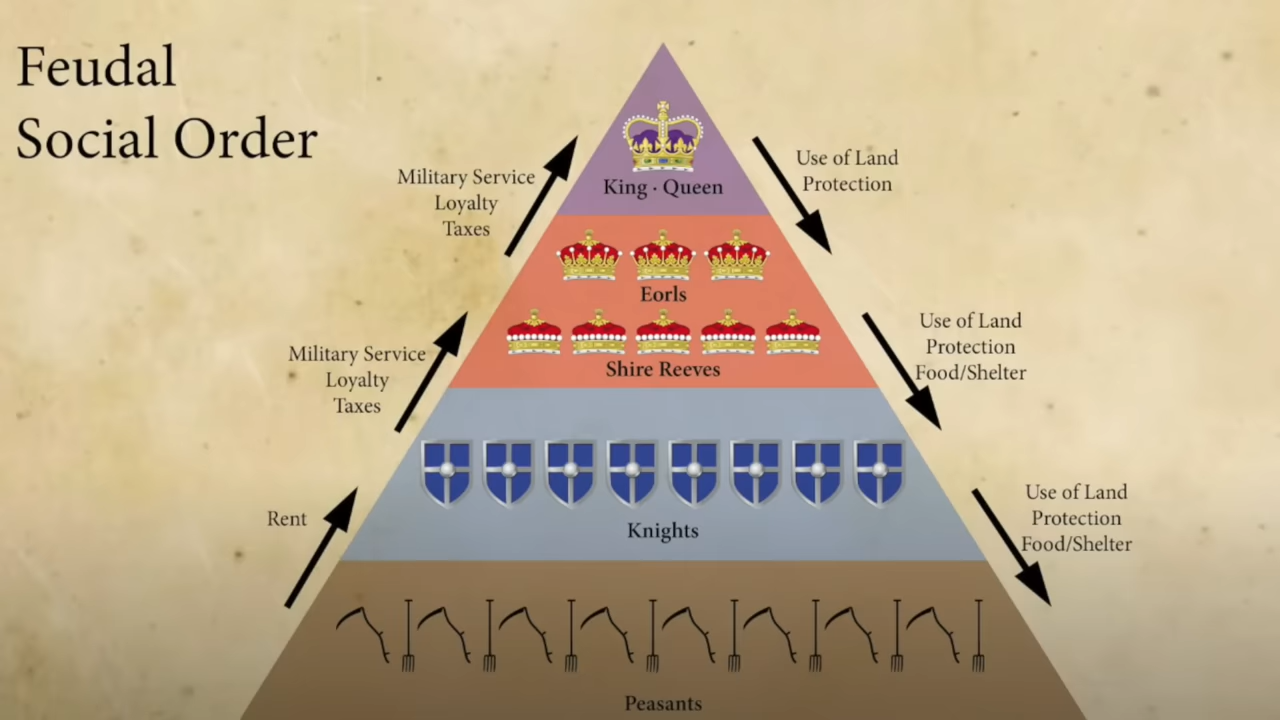 Feudal
Social Order
Military Service
Loyalty
Taxes
King · Queen
Use of Land
Protection
Eorls
Shire Reeves
Military Service
Loyalty
Taxes
Use of Land
Protection
Food/Shelter
Knights
Rent
Use of Land
Protection
Food/Shelter
Peasants